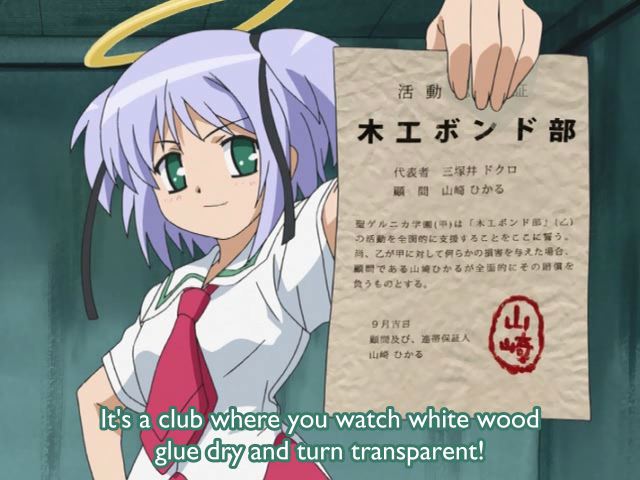 活動 証
木工ボンド部
代表者 三塚井 ドクロ
顧 問 山崎 ひかる
聖ゲルニカ学園(甲)は『木工ボンド部』(乙)
の活動を全面的に支援することをここに誓う。
尚、乙が甲に対して何らかの損害を与えた場合、
顧問である山崎ひかるが全面的にその賠償を
負うものとする。
9月吉日
顧問及び、連帯保証人
山崎 ひかる
山崎
It's a club where you watch white wood
glue dry and turn transparent!